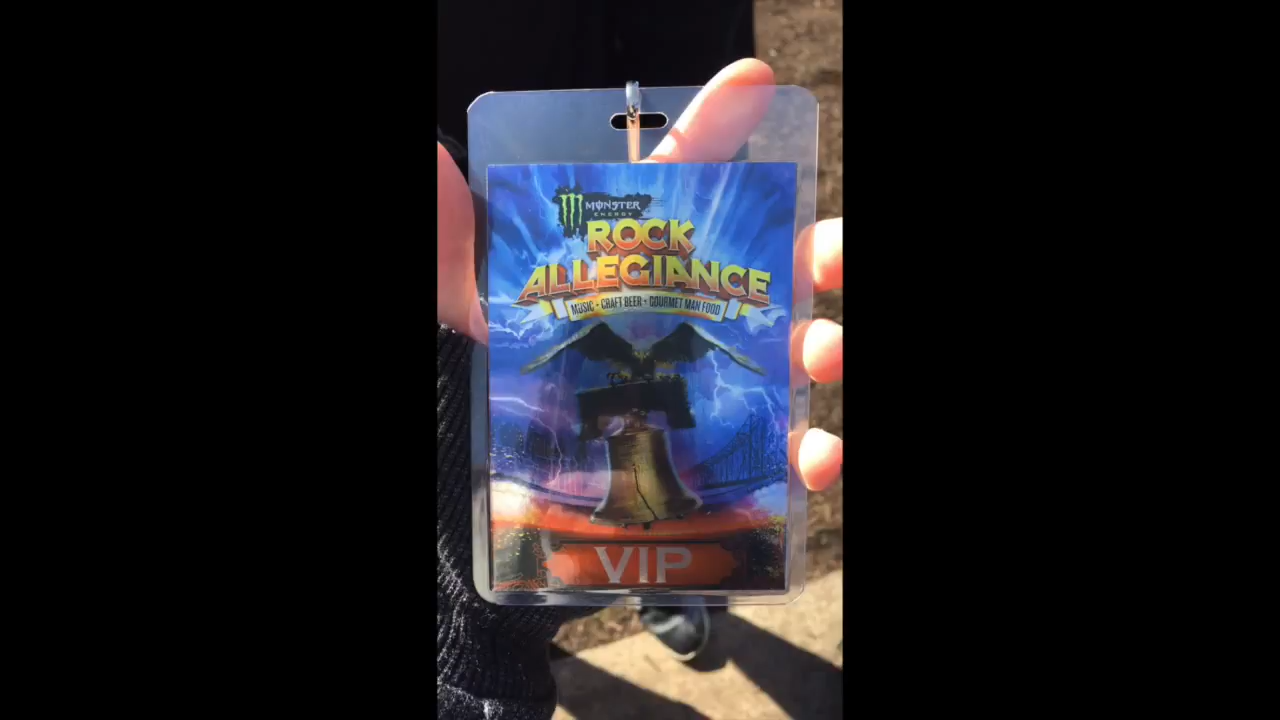 MONSTER
ENERGY
ROCK
ALLEGIANCE
MUSIC • CRAFT BEER • GOURMET MAN FOOD
VIP